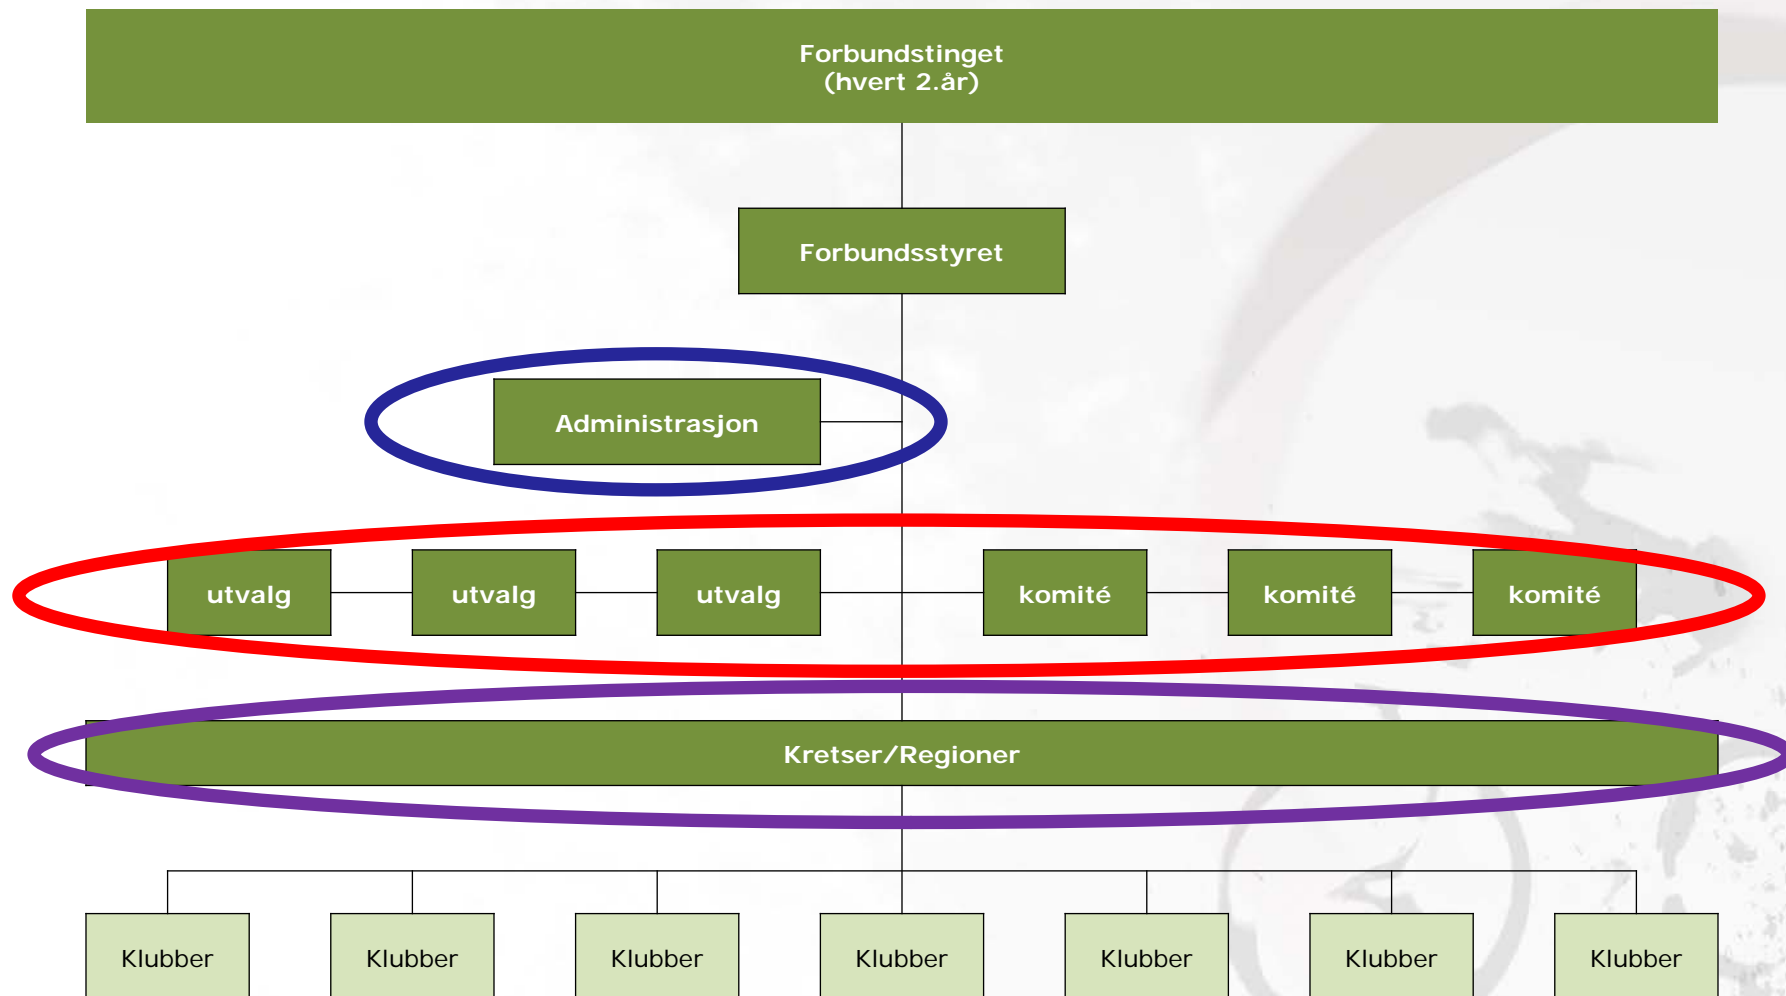 Forbundstinget
(hvert 2.år)
Forbundsstyret
Administrasjon
utvalg
utvalg
utvalg
komité
komité
komité
Kretser/Regioner
Klubber
Klubber
Klubber
Klubber
Klubber
Klubber
Klubber